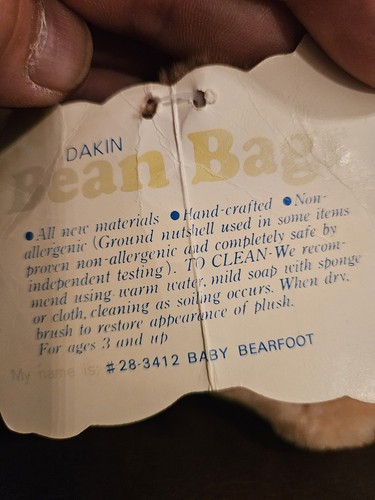 DAKIN
Bean Bags
● All new materials ● Hand-crafted ● Non-
allergenic (Ground nutshell used in some items
proven non-allergenic and completely safe by
independent testing). TO CLEAN-We recom-
mend using warm water, mild soap with sponge
or cloth, cleaning as soiling occurs. When dry,
brush to restore appearance of plush.
For ages 3 and up
My name is: #28-3412 BABY BEARFOOT